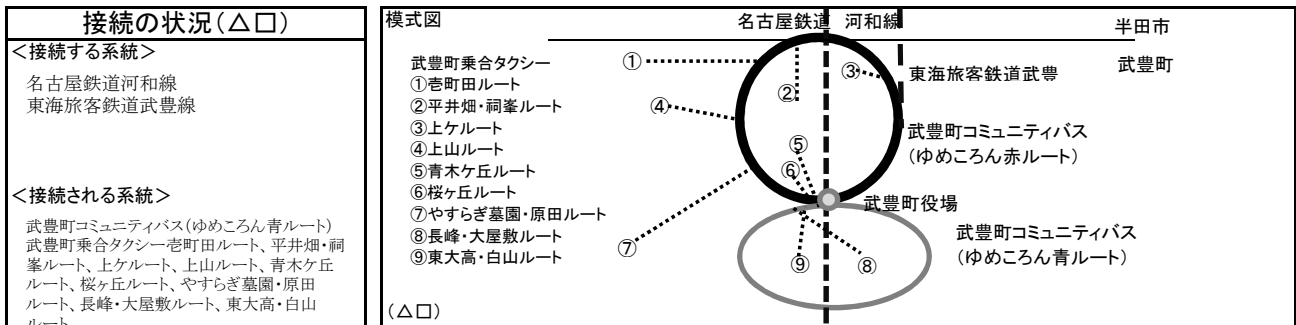 接続の状況(△□)
<接続する系統>
名古屋鉄道河和線
東海旅客鉄道武豊線
<接続される系統>
武豊町コミュニティバス(ゆめころん青ルート)
武豊町乗合タクシー壱町田ルート、平井畑・祠
峯ルート、上ケルート、上山ルート、青木ケ丘
ルート、桜ヶ丘ルート、やすらぎ墓園・原田
ルート、長峰・大屋敷ルート、東大高・白山
ルート
模式図
名古屋鉄道 河和線
半田市
武豊町
武豊町乗合タクシー
①壱町田ルート
②平井畑・祠峯ルート
③上ケルート
④上山ルート
⑤青木ケ丘ルート
⑥桜ヶ丘ルート
⑦やすらぎ墓園・原田ルート
⑧長峰・大屋敷ルート
⑨東大高・白山ルート
①
②
③
④
⑤
⑥
⑦
⑨
⑧
東海旅客鉄道武豊
武豊町コミュニティバス
(ゆめころん赤ルート)
武豊町役場
武豊町コミュニティバス
(ゆめころん青ルート)
(△□)